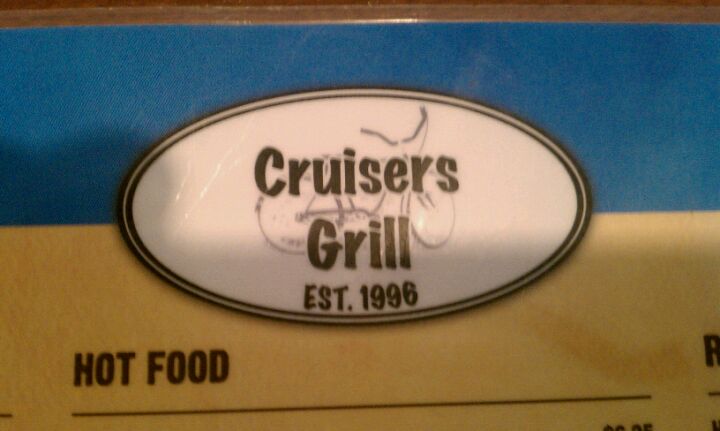 Cruisers
Grill
EST. 1996
HOT FOOD